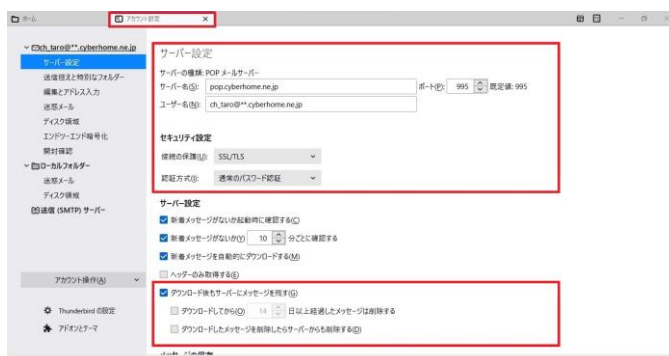 ホーム
アカウント設定
ch_taro@**.cyberhome.ne.jp
サーバー設定
送信控えと特別なフォルダー
編集とアドレス入力
迷惑メール
ディスク領域
エンドツーエンド暗号化
開封確認
ローカルフォルダー
迷惑メール
ディスク領域
送信 (SMTP) サーバー
アカウント操作(A)
Thunderbird の設定
アドオンとテーマ
サーバー設定
サーバーの種類: POP メールサーバー
サーバー名(S): pop.cyberhome.ne.jp ポート(P): 995 既定値: 995
ユーザー名(N): ch_taro@**.cyberhome.ne.jp
セキュリティ設定
接続の保護(U): SSL/TLS
認証方式(I): 通常のパスワード認証
サーバー設定
新着メッセージがないか起動時に確認する(C)
新着メッセージがないか(Y) 10 分ごとに確認する
新着メッセージを自動的にダウンロードする(M)
ヘッダーのみ取得する(E)
ダウンロード後もサーバーにメッセージを残す(G)
ダウンロードしてから(O) 14 日以上経過したメッセージは削除する
ダウンロードしたメッセージを削除したらサーバーからも削除する(D)